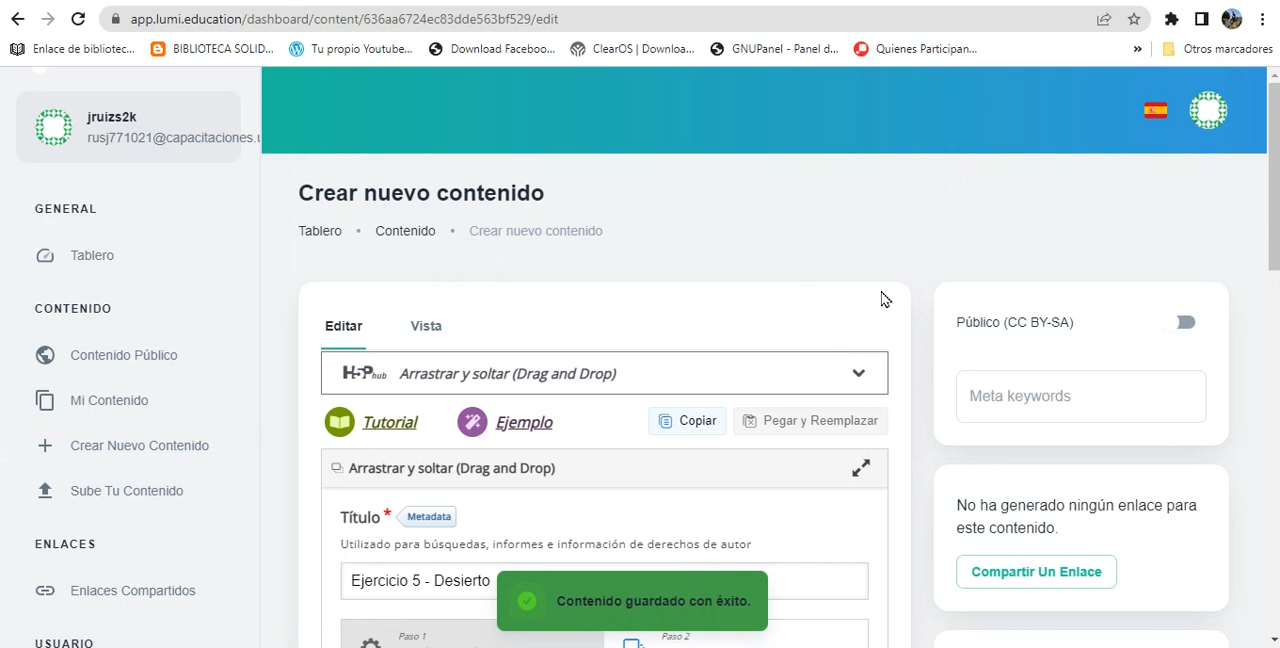 app.lumi.education/dashboard/content/636aa6724ec83dde563bf529/edit
Enlace de bibliotec... BIBLIOTECA SOLID... Tu propio Youtube... Download Faceboo... ClearOS | Downloa... GNUPanel - Panel d... Quienes Participan... » Otros marcadores
jruizs2k
rusj771021@capacitaciones.u
GENERAL
Tablero
CONTENIDO
Contenido Público
Mi Contenido
Crear Nuevo Contenido
Sube Tu Contenido
ENLACES
Enlaces Compartidos
USUARIO
Crear nuevo contenido
Tablero • Contenido • Crear nuevo contenido
Editar Vista
H5P hub Arrastrar y soltar (Drag and Drop)
Tutorial Ejemplo Copiar Pegar y Reemplazar
Arrastrar y soltar (Drag and Drop)
Título * Metadata
Utilizado para búsquedas, informes e información de derechos de autor
Ejercicio 5 - Desierto
Contenido guardado con éxito.
Paso 1 Paso 2
Público (CC BY-SA)
Meta keywords
No ha generado ningún enlace para
este contenido.
Compartir Un Enlace